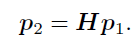 p₂ = Hp₁.